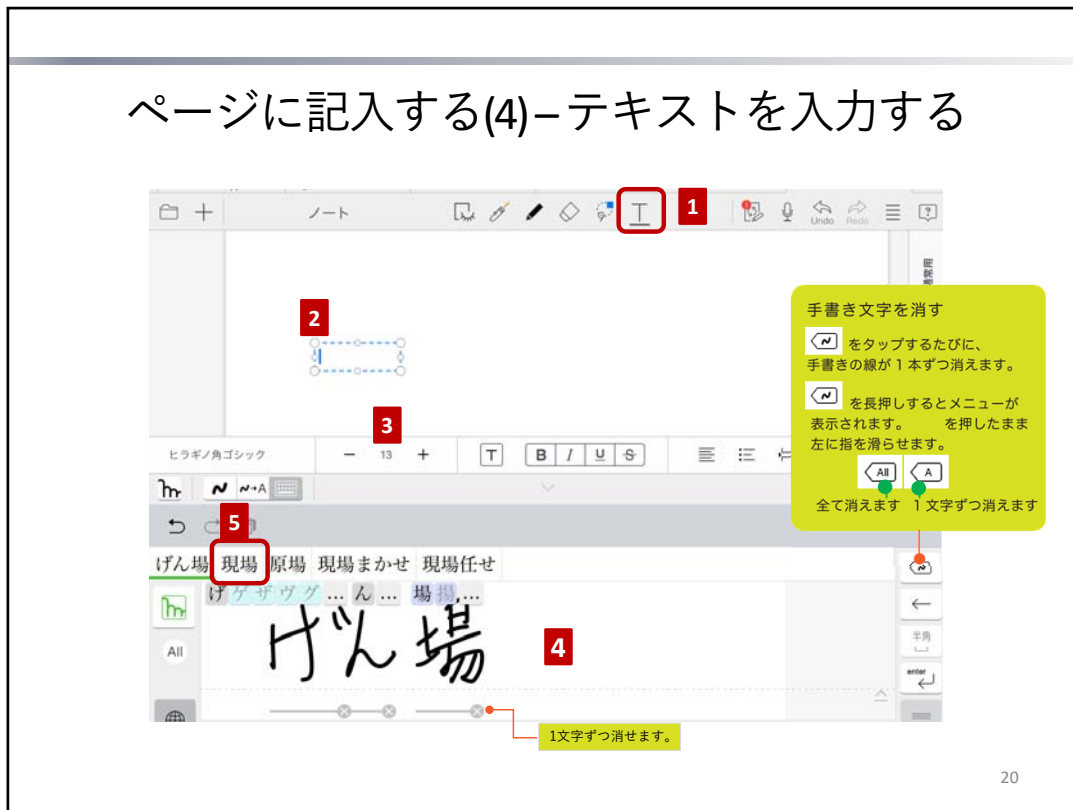 ページに記入する(4)–テキストを入力する
ノート
T
1
Undo
Redo
?
2
3
ヒラギノ角ゴシック
− 13 +
T
B I U S
→A
5
げん場 現場 原場 現場まかせ 現場任せ
げ ゲ ザ ヴ グ ... ん ... 場 揚 ,...
All
げん場
4
半角
enter
1文字ずつ消せます。
手書き文字を消す
をタップするたびに、
手書きの線が1本ずつ消えます。
を長押しするとメニューが
表示されます。 を押したまま
左に指を滑らせます。
All A
全て消えます 1文字ずつ消えます
20